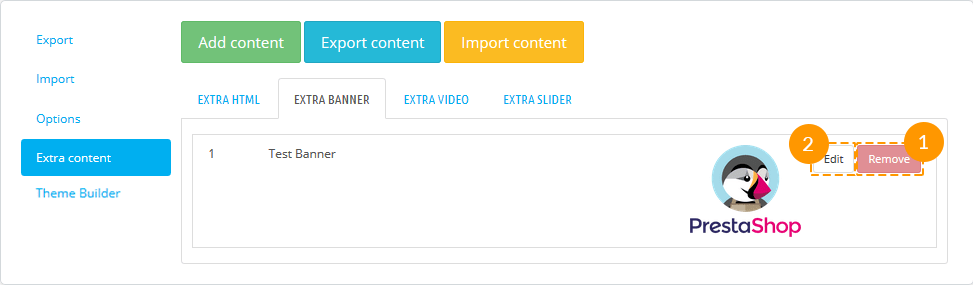 Export
Import
Options
Extra content
Theme Builder
Add content
Export content
Import content
EXTRA HTML
EXTRA BANNER
EXTRA VIDEO
EXTRA SLIDER
1
Test Banner
PrestaShop
2
Edit
Remove
1